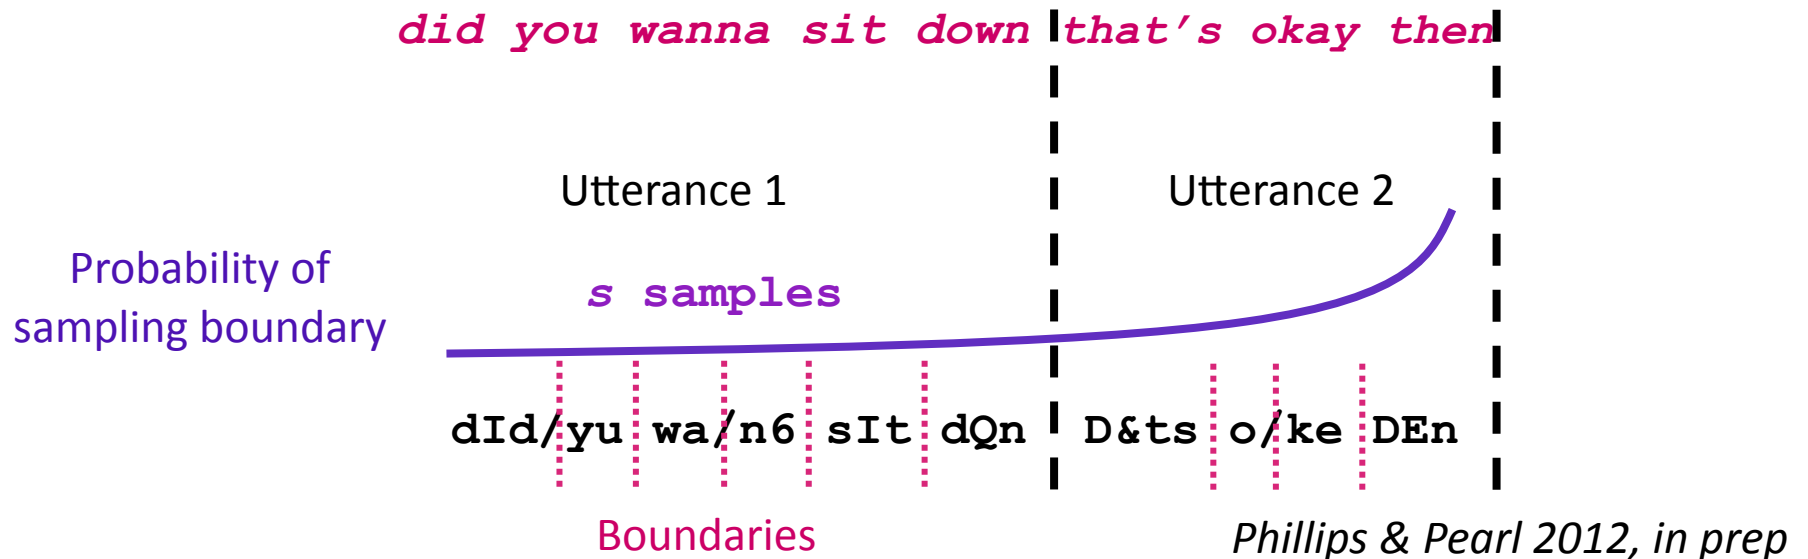 did you wanna sit down that's okay then
Utterance 1 Utterance 2
Probability of
sampling boundary
s samples
dId/yu wa/n6 sIt dQn D&ts o/ke DEn
Boundaries
Phillips & Pearl 2012, in prep